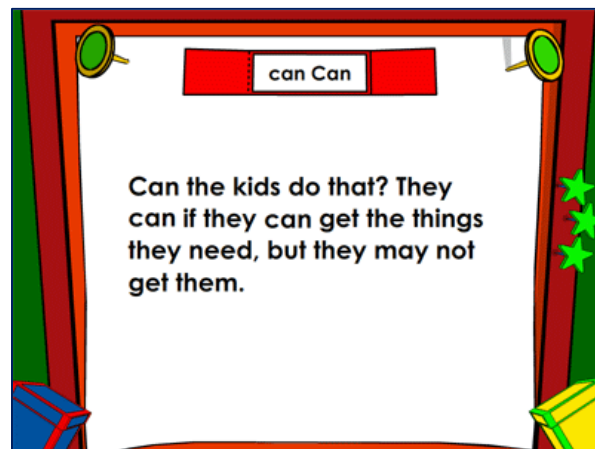 can Can
Can the kids do that? They
can if they can get the things
they need, but they may not
get them.